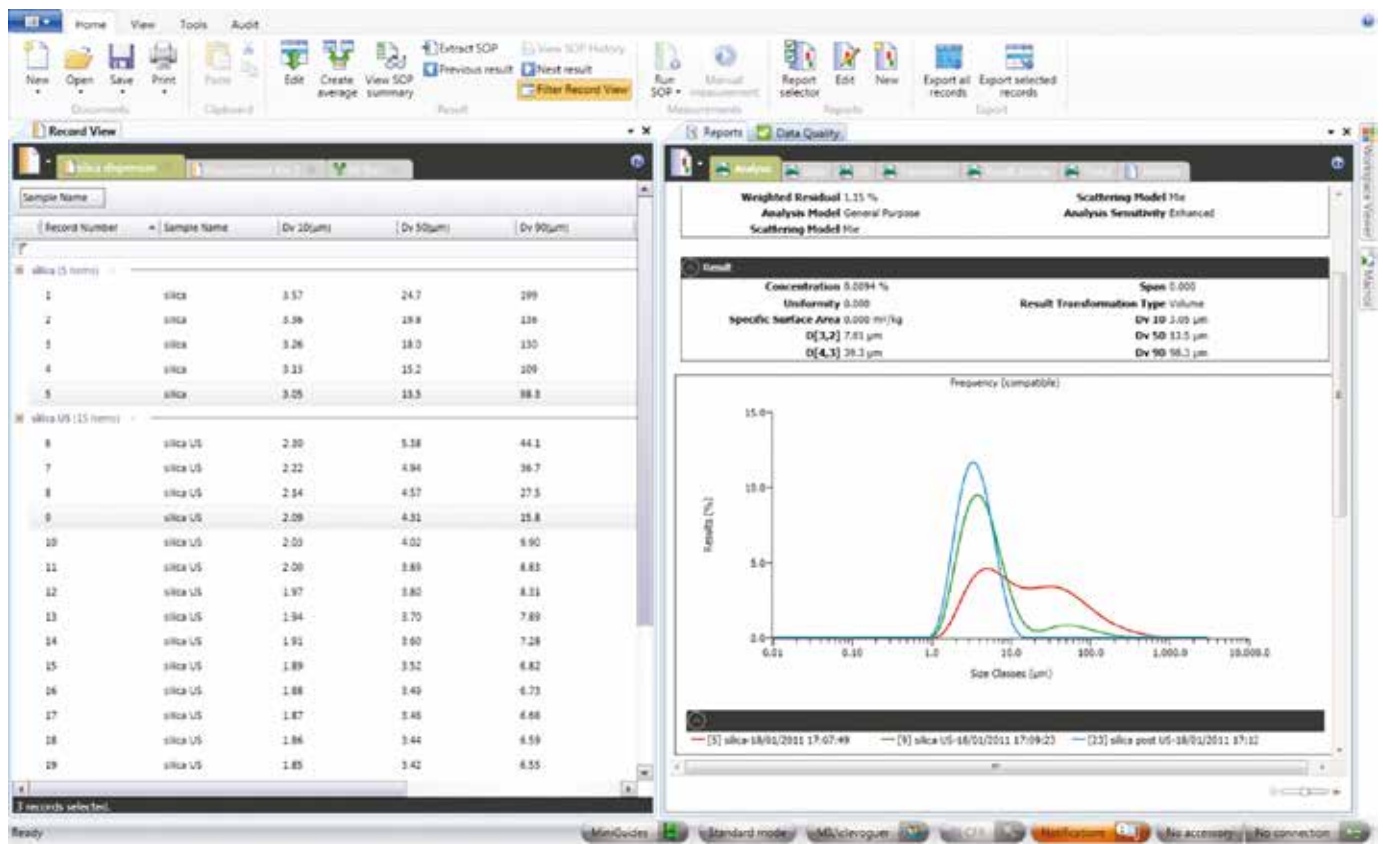 Home View Tools Audit
New Open Save Print Paste Edit Create average View SOP summary
Extract SOP View SOP History
Previous result Next result
Filter Record View
Run SOP Manual measurement Report selector Edit New Export all records Export selected records
Documents Clipboard Result Measurements Reports Export
Record View
silica dispersion
Sample Name
Record Number Sample Name Dv 10(µm) Dv 50(µm) Dv 90(µm)
silica (5 items)
1 silica 3.57 24.7 199
2 silica 3.36 19.8 136
3 silica 3.26 18.0 130
4 silica 3.13 15.2 109
5 silica 3.05 13.5 98.3
silica US (15 items)
6 silica US 2.30 5.38 44.1
7 silica US 2.22 4.94 36.7
8 silica US 2.14 4.57 27.5
9 silica US 2.09 4.31 15.8
10 silica US 2.03 4.02 9.90
11 silica US 2.00 3.89 8.83
12 silica US 1.97 3.80 8.31
13 silica US 1.94 3.70 7.89
14 silica US 1.91 3.60 7.28
15 silica US 1.89 3.52 6.82
16 silica US 1.88 3.49 6.73
17 silica US 1.87 3.46 6.66
18 silica US 1.86 3.44 6.59
19 silica US 1.85 3.42 6.55
3 records selected.
Reports Data Quality
Analysis
Weighted Residual 1.15 % Scattering Model Mie
Analysis Model General Purpose Analysis Sensitivity Enhanced
Scattering Model Mie
Result
Concentration 0.0094 % Span 0.000
Uniformity 0.000 Result Transformation Type Volume
Specific Surface Area 0.000 m²/kg Dv 10 3.05 µm
D[3,2] 7.61 µm Dv 50 13.5 µm
D[4,3] 39.3 µm Dv 90 98.3 µm
Frequency (compatible)
Results (%)
15.0
10.0
5.0
0.0
0.01 0.10 1.0 10.0 100.0 1,000.0 10,000.0
Size Classes (µm)
[5] silica-18/01/2011 17:07:49 [9] silica US-18/01/2011 17:09:23 [23] silica post US-18/01/2011 17:12
Workspace Viewer
Macros
Ready MiniGuides Standard mode Notifications No accessory No connection